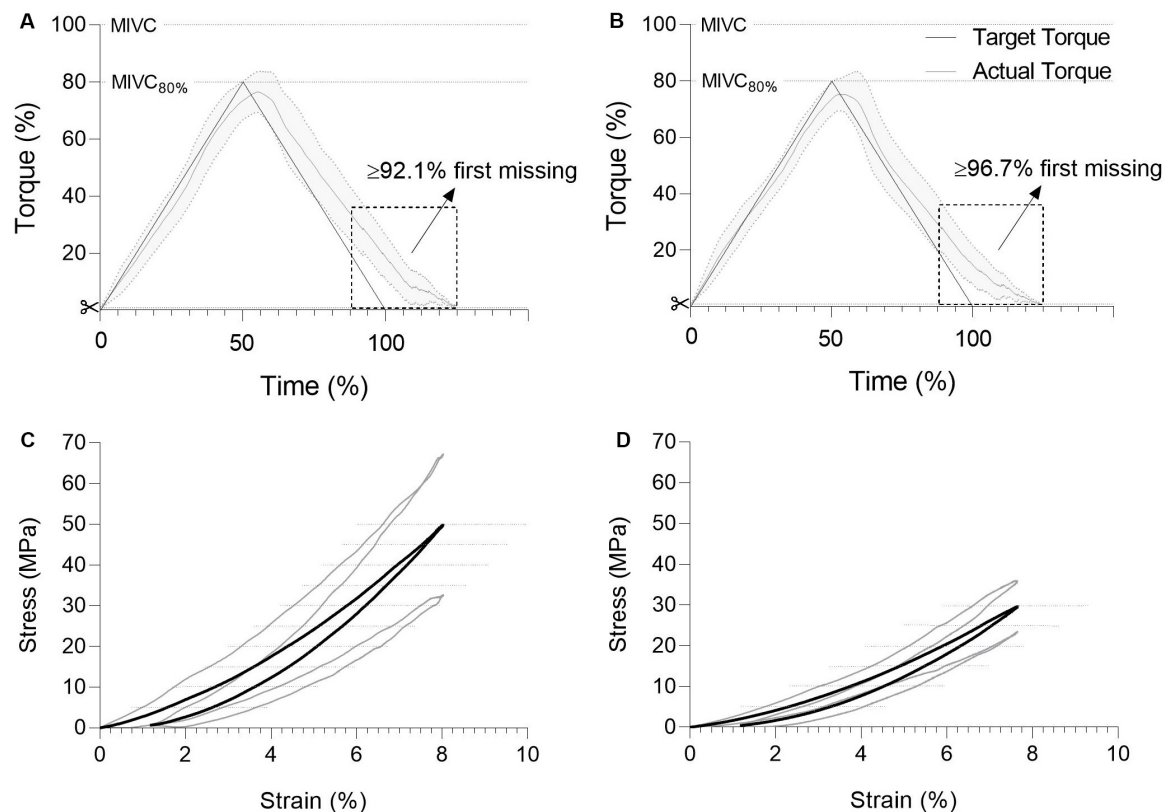 A
100
MIVC
80
MIVC80%
60
40
20
Torque (%)
≥92.1% first missing
0
50
100
Time (%)
B
100
MIVC
80
MIVC80%
60
40
20
Torque (%)
Target Torque
Actual Torque
≥96.7% first missing
0
50
100
Time (%)
C
70
60
50
40
30
20
10
0
Stress (MPa)
0
2
4
6
8
10
Strain (%)
D
70
60
50
40
30
20
10
0
Stress (MPa)
0
2
4
6
8
10
Strain (%)